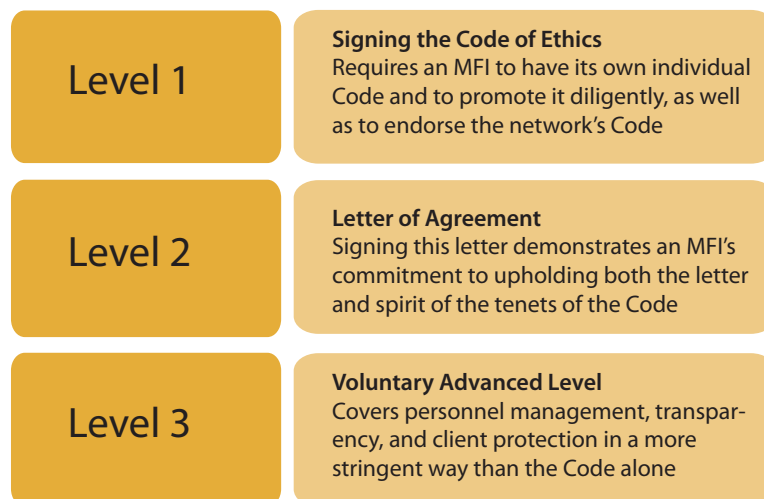 Level 1
Signing the Code of Ethics
Requires an MFI to have its own individual
Code and to promote it diligently, as well
as to endorse the network's Code
Level 2
Letter of Agreement
Signing this letter demonstrates an MFI's
commitment to upholding both the letter
and spirit of the tenets of the Code
Level 3
Voluntary Advanced Level
Covers personnel management, transpar-
ency, and client protection in a more
stringent way than the Code alone